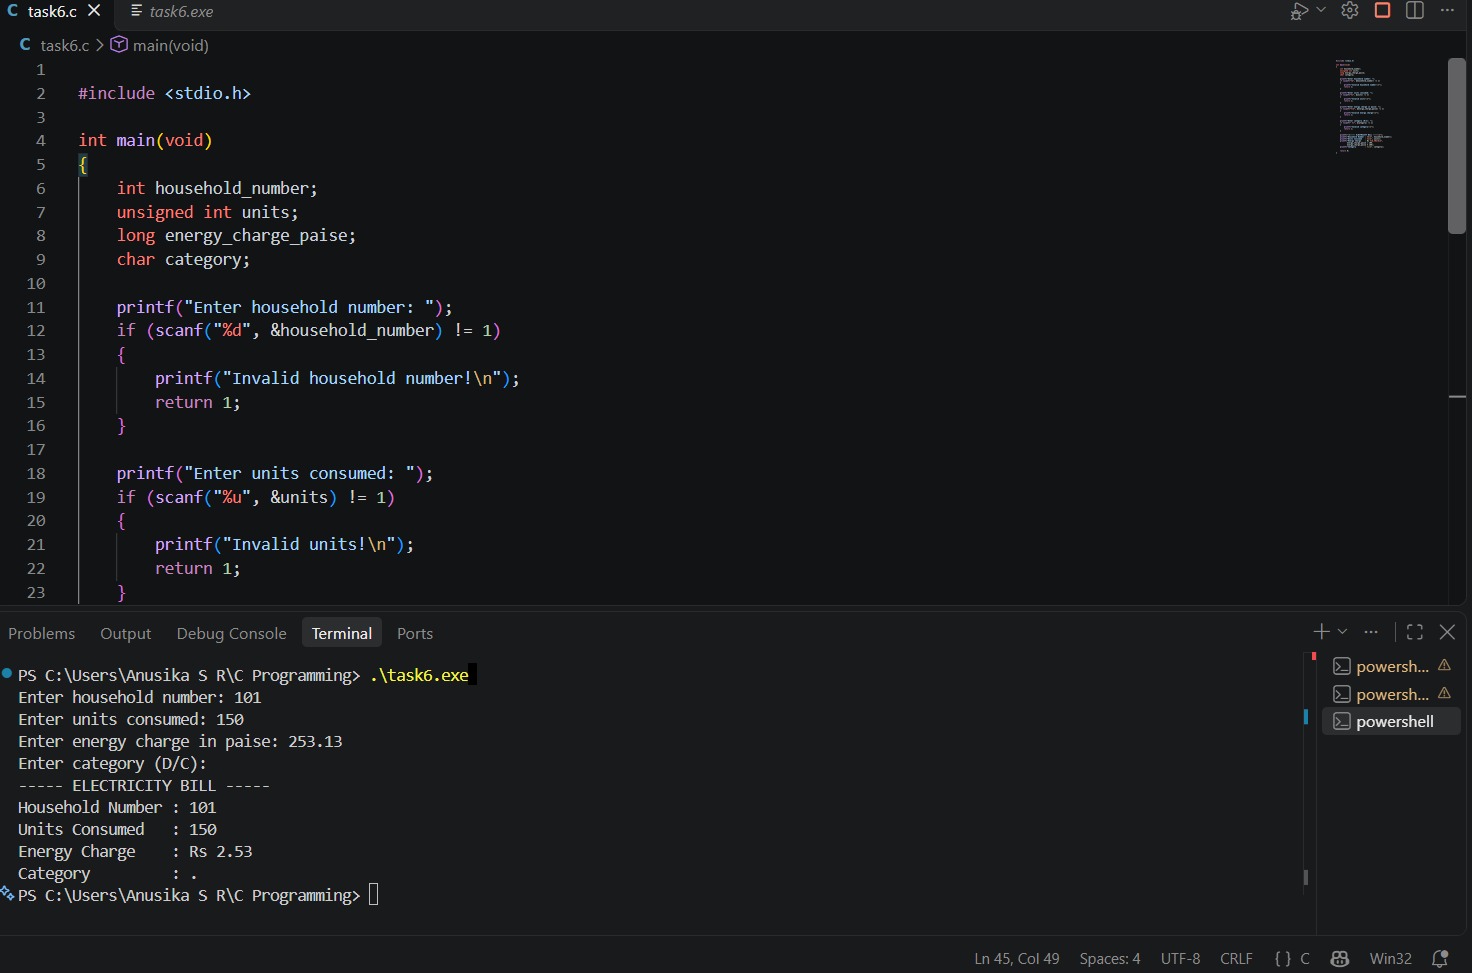 C task6.c
task6.exe
C task6.c > main(void)
1
2 #include <stdio.h>
3
4 int main(void)
5 {
6 int household_number;
7 unsigned int units;
8 long energy_charge_paise;
9 char category;
10
11 printf("Enter household number: ");
12 if (scanf("%d", &household_number) != 1)
13 {
14 printf("Invalid household number!\n");
15 return 1;
16 }
17
18 printf("Enter units consumed: ");
19 if (scanf("%u", &units) != 1)
20 {
21 printf("Invalid units!\n");
22 return 1;
23 }
Problems Output Debug Console Terminal Ports
PS C:\Users\Anusika S R\C Programming> .\task6.exe
Enter household number: 101
Enter units consumed: 150
Enter energy charge in paise: 253.13
Enter category (D/C):
----- ELECTRICITY BILL -----
Household Number : 101
Units Consumed : 150
Energy Charge : Rs 2.53
Category : .
PS C:\Users\Anusika S R\C Programming>
powersh...
powersh...
powershell
Ln 45, Col 49 Spaces: 4 UTF-8 CRLF {} C Win32